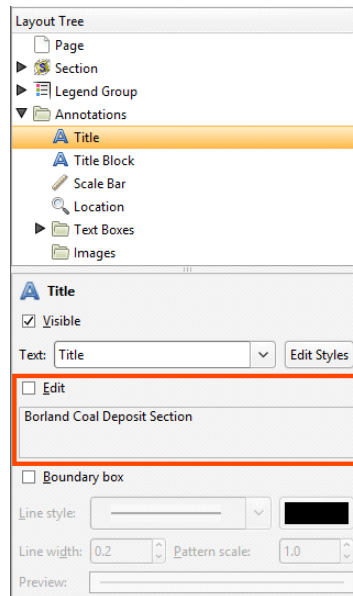 Layout Tree
Page
Section
Legend Group
Annotations
Title
Title Block
Scale Bar
Location
Text Boxes
Images
Title
Visible
Text: Title Edit Styles
Edit
Borland Coal Deposit Section
Boundary box
Line style:
Line width: 0.2 Pattern scale: 1.0
Preview: